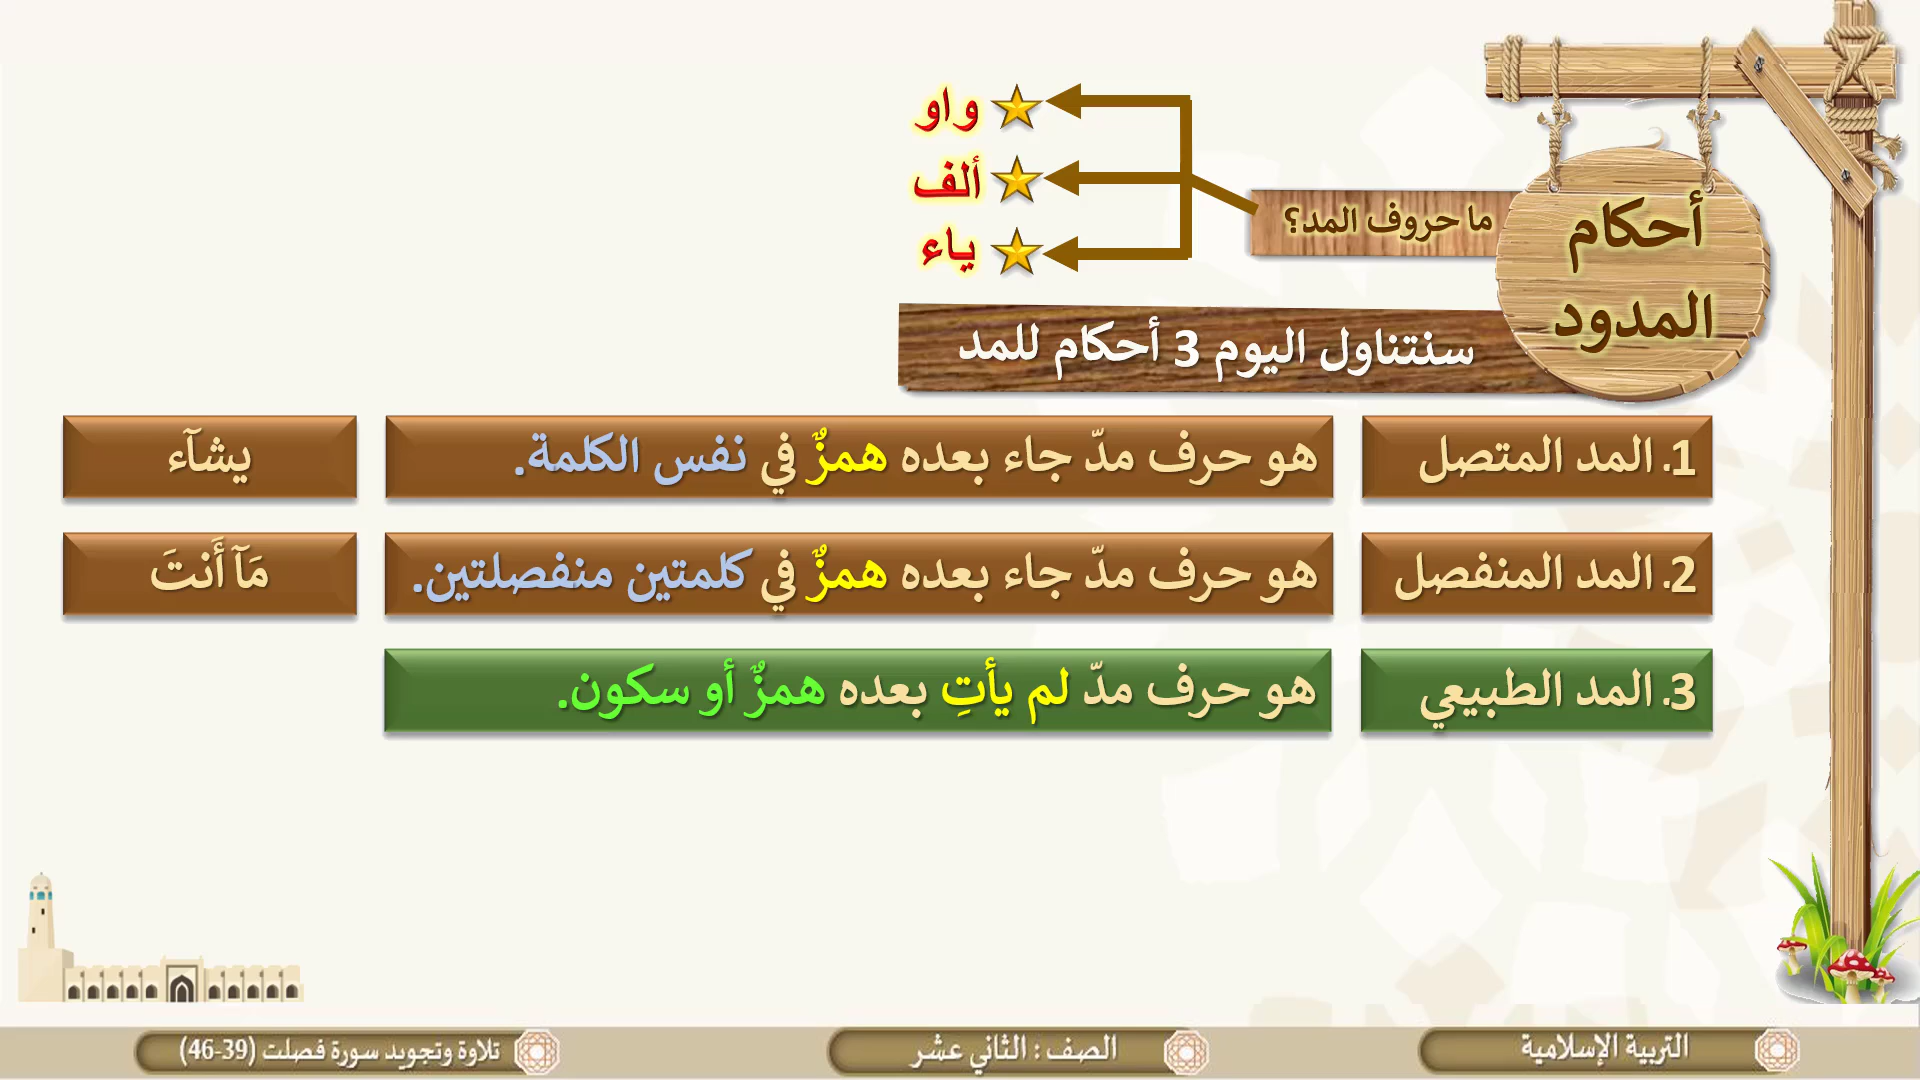 أحكام
المدود
ما حروف المد؟
واو
ألف
ياء
سنتناول اليوم 3 أحكام للمد
1. المد المتصل
هو حرف مدّ جاء بعده همزٌ في نفس الكلمة.
يشآء
2. المد المنفصل
هو حرف مدّ جاء بعده همزٌ في كلمتين منفصلتين.
مَآ أَنتَ
3. المد الطبيعي
هو حرف مدّ لم يأتِ بعده همزٌ أو سكون.
التربية الإسلامية
الصف : الثاني عشر
تلاوة وتجويد سورة فصلت (39-46)